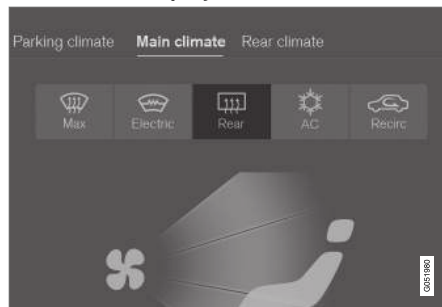 Parking climate Main climate Rear climate
Max Electric Rear AC Recirc
G051980